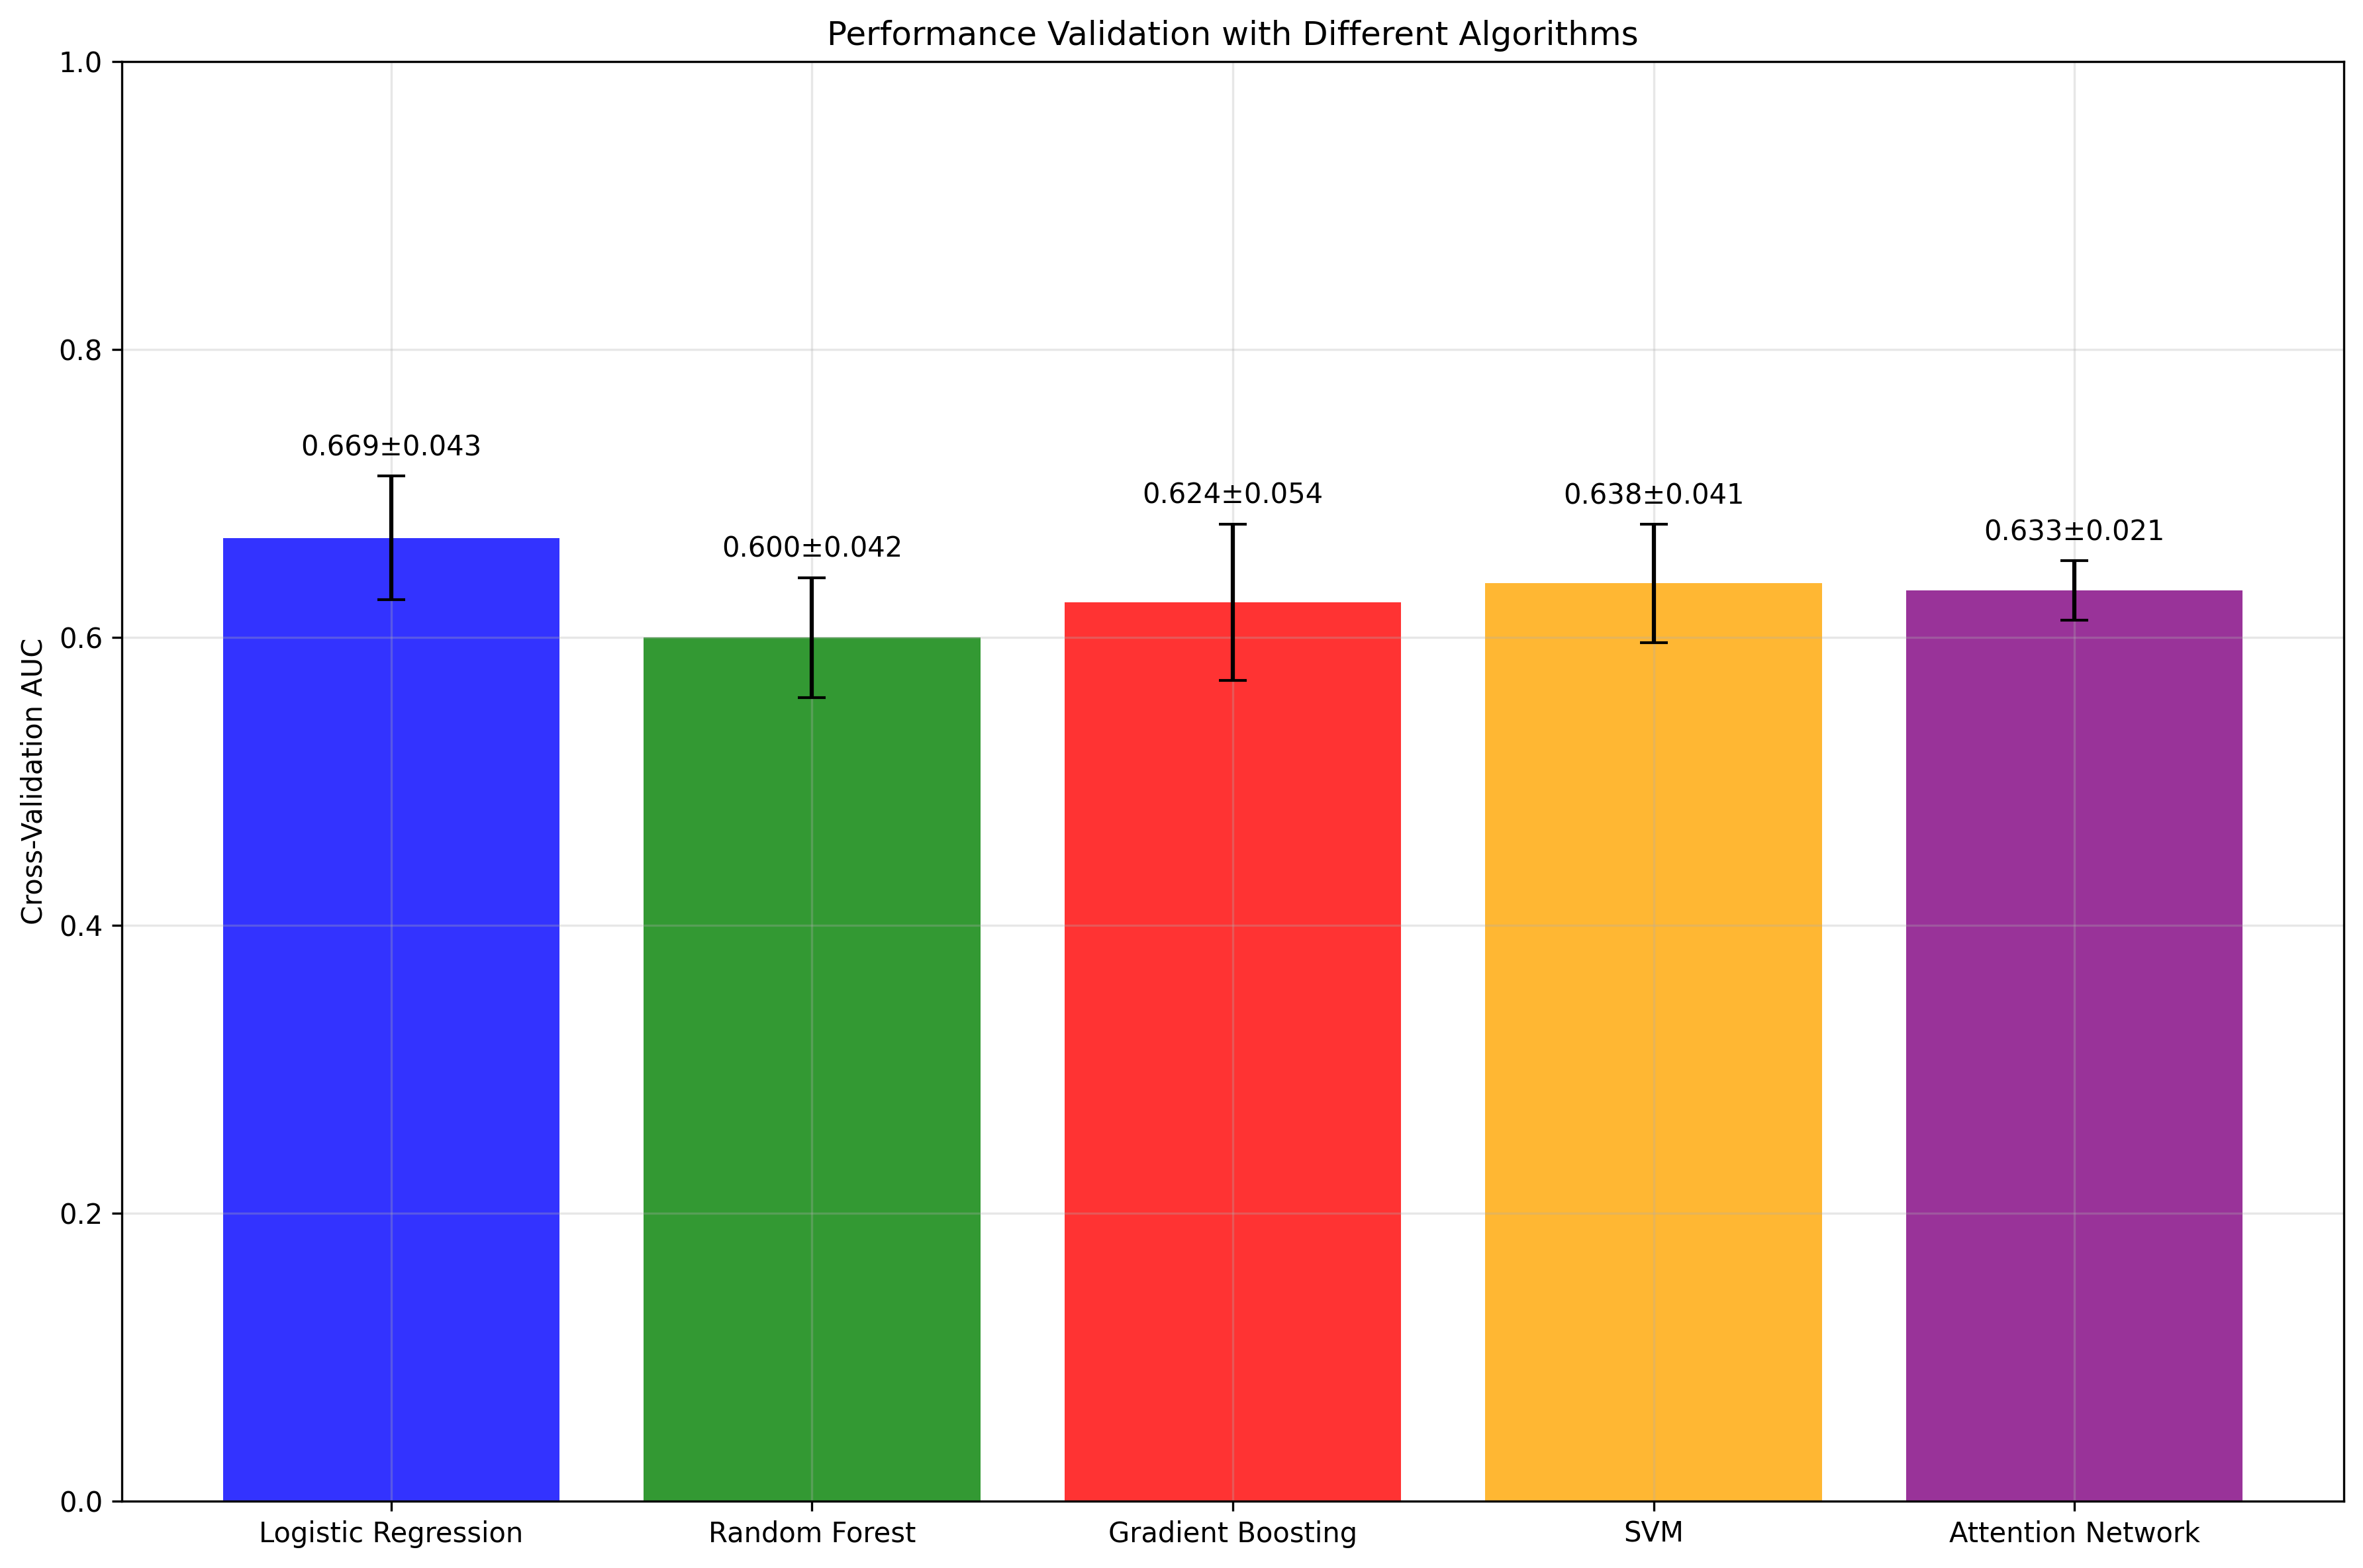 Performance Validation with Different Algorithms
Cross-Validation AUC
1.0
0.8
0.6
0.4
0.2
0.0
0.669±0.043
0.600±0.042
0.624±0.054
0.638±0.041
0.633±0.021
Logistic Regression
Random Forest
Gradient Boosting
SVM
Attention Network